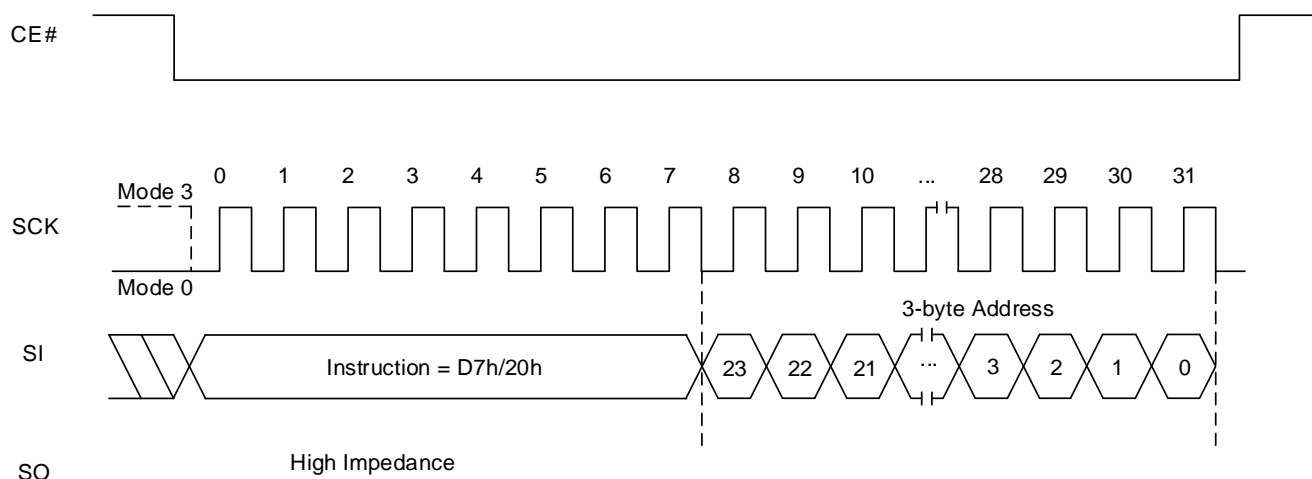 CE#
0 1 2 3 4 5 6 7 8 9 10 ... 28 29 30 31
Mode 3
SCK
Mode 0
3-byte Address
SI
Instruction = D7h/20h 23 22 21 ... 3 2 1 0
High Impedance
SO